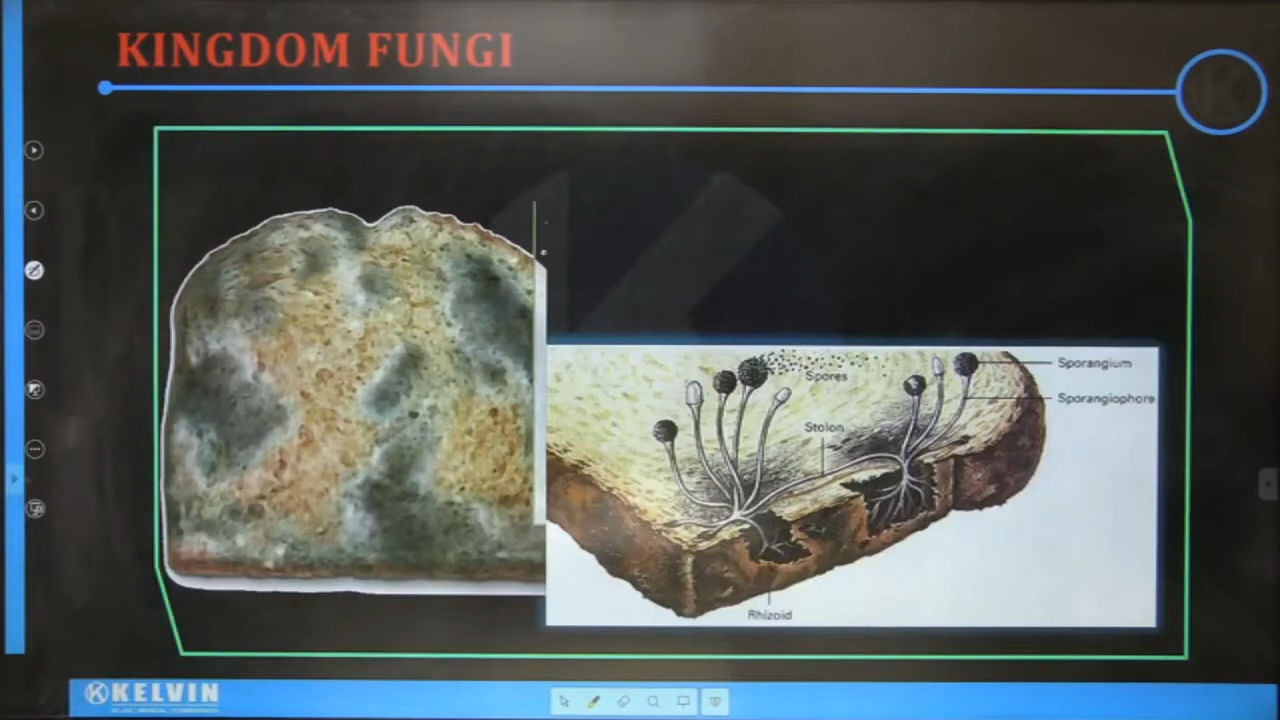 KINGDOM FUNGI
Sporangium
Spores
Sporangiophore
Stolon
Rhizoid
KELVIN